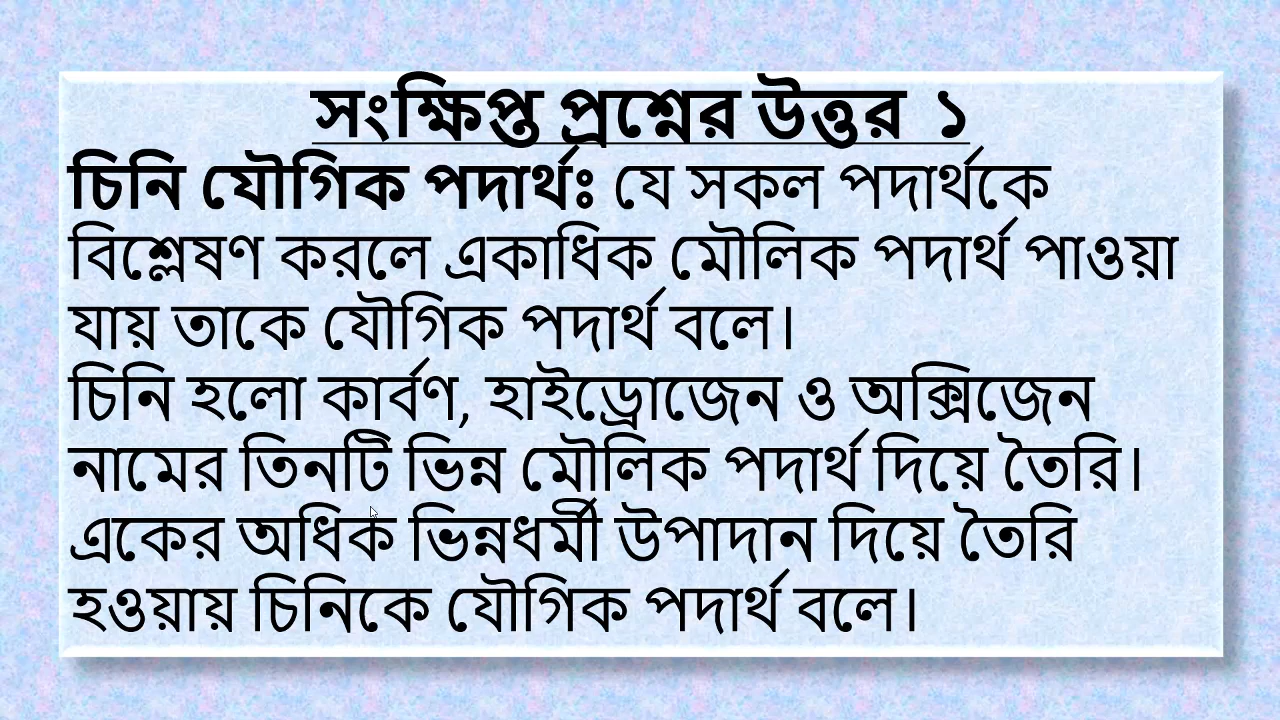 সংক্ষিপ্ত প্রশ্নের উত্তর ১
চিনি যৌগিক পদার্থঃ যে সকল পদার্থকে
বিশ্লেষণ করলে একাধিক মৌলিক পদার্থ পাওয়া
যায় তাকে যৌগিক পদার্থ বলে।
চিনি হলো কার্বণ, হাইড্রোজেন ও অক্সিজেন
নামের তিনটি ভিন্ন মৌলিক পদার্থ দিয়ে তৈরি।
একের অধিক ভিন্নধর্মী উপাদান দিয়ে তৈরি
হওয়ায় চিনিকে যৌগিক পদার্থ বলে।